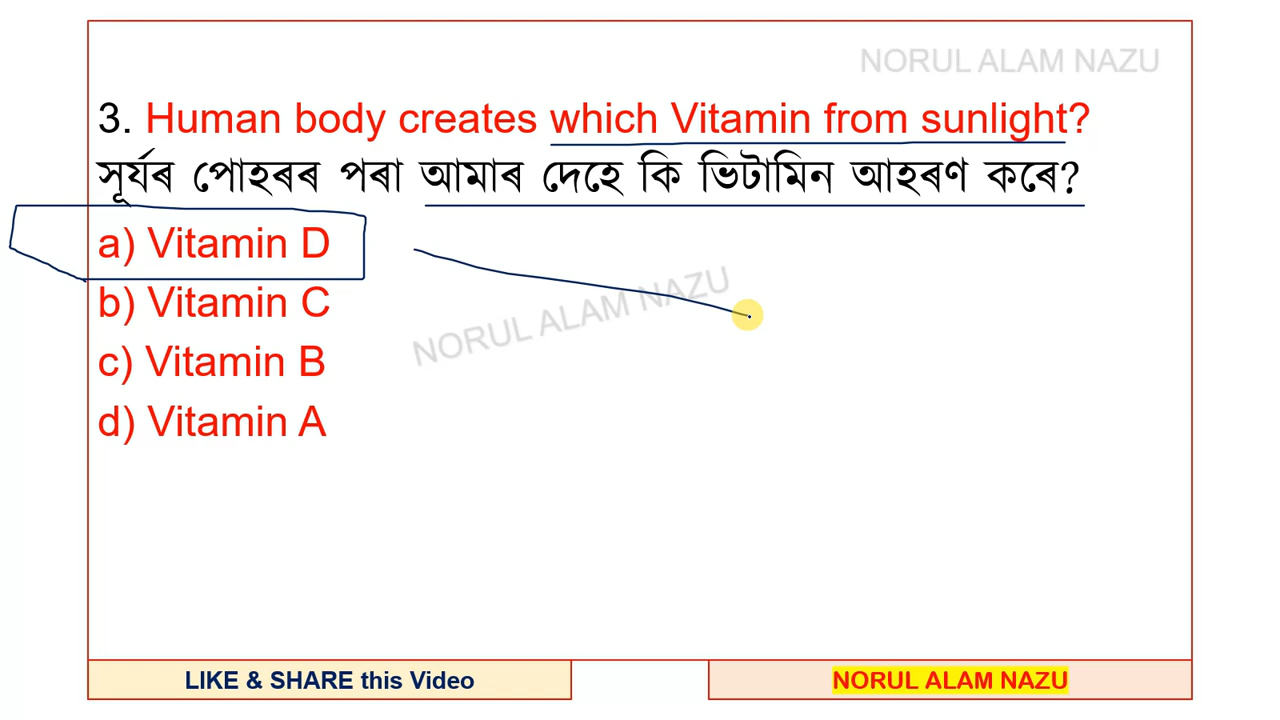 NORUL ALAM NAZU
3. Human body creates which Vitamin from sunlight?
সূৰ্যৰ পোহৰৰ পৰা আমাৰ দেহে কি ভিটামিন আহৰণ কৰে?
a) Vitamin D
b) Vitamin C
NORUL ALAM NAZU
c) Vitamin B
d) Vitamin A
LIKE & SHARE this Video
NORUL ALAM NAZU